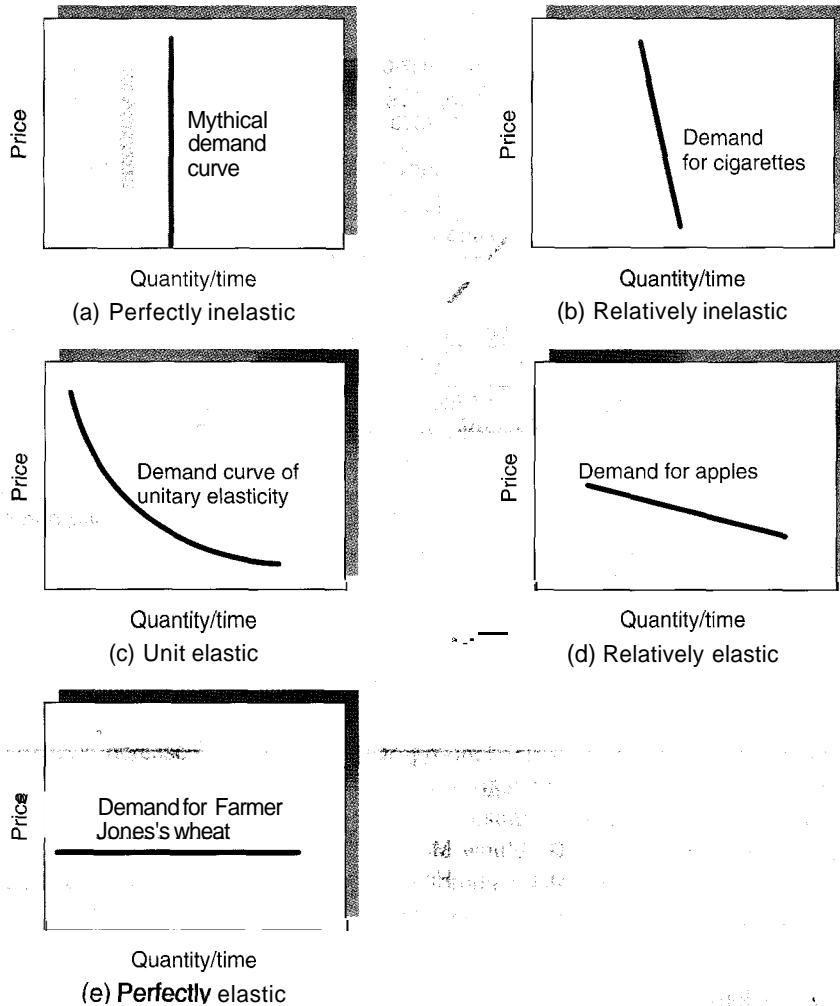 Price
Mythical
demand
curve
Quantity/time
(a) Perfectly inelastic
Price
Demand
for cigarettes
Quantity/time
(b) Relatively inelastic
Price
Demand curve of
unitary elasticity
Quantity/time
(c) Unit elastic
Price
Demand for apples
Quantity/time
(d) Relatively elastic
Price
Demand for Farmer
Jones's wheat
Quantity/time
(e) Perfectly elastic